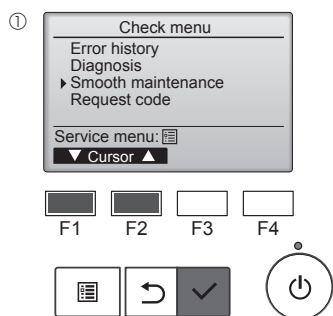 ①
Check menu
Error history
Diagnosis
Smooth maintenance
Request code
Service menu:
▼ Cursor ▲
F1 F2 F3 F4